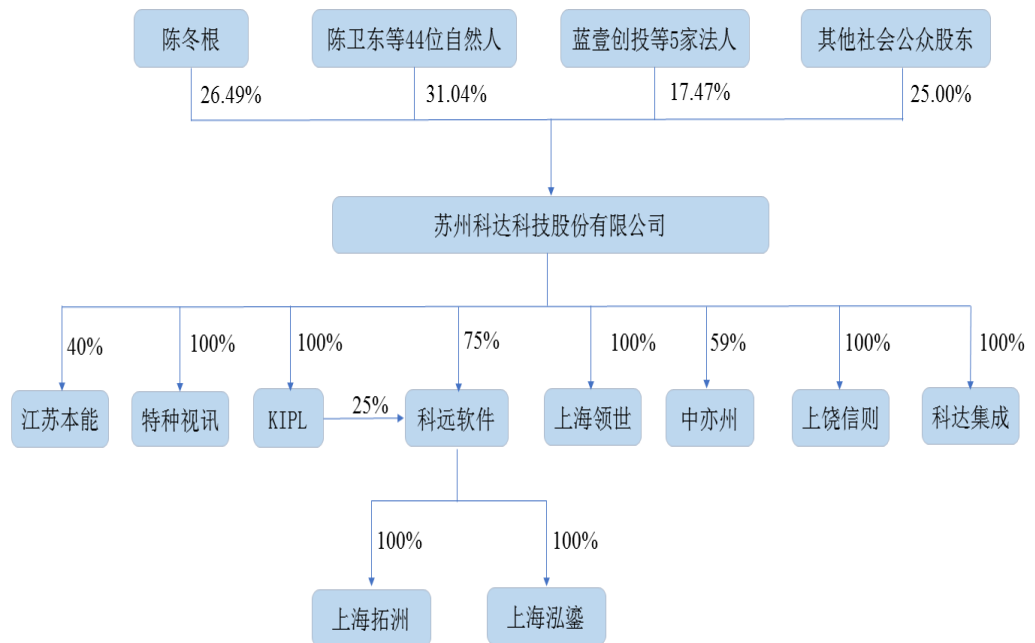 陈冬根
陈卫东等44位自然人
蓝壹创投等5家法人
其他社会公众股东
26.49%
31.04%
17.47%
25.00%
苏州科达科技股份有限公司
40%
100%
100%
75%
100%
59%
100%
100%
江苏本能
特种视讯
KIPL
25%
科远软件
上海领世
中亦州
上饶信则
科达集成
100%
100%
上海拓洲
上海泓鎏